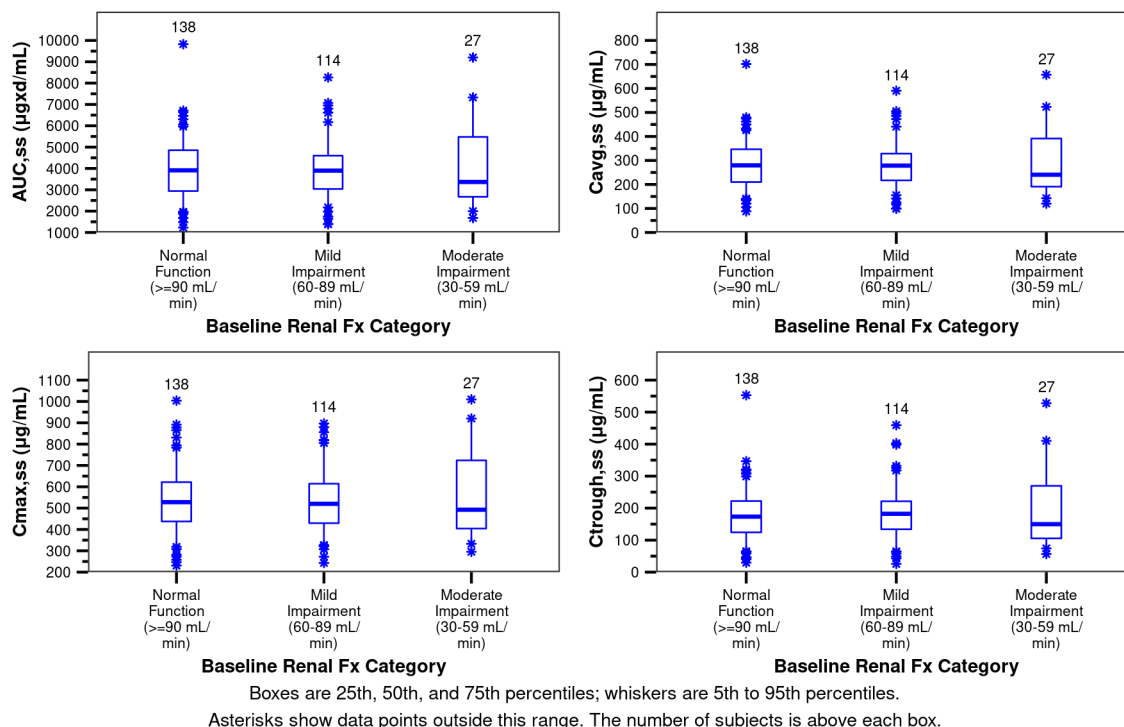 AUC,ss (µgxd/mL)
10000
9000
8000
7000
6000
5000
4000
3000
2000
1000
138
114
27
Normal
Function
(>=90 mL/
min)
Mild
Impairment
(60-89 mL/
min)
Moderate
Impairment
(30-59 mL/
min)
Baseline Renal Fx Category
Cavg,ss (µg/mL)
800
700
600
500
400
300
200
100
0
138
114
27
Normal
Function
(>=90 mL/
min)
Mild
Impairment
(60-89 mL/
min)
Moderate
Impairment
(30-59 mL/
min)
Baseline Renal Fx Category
Cmax,ss (µg/mL)
1100
1000
900
800
700
600
500
400
300
200
138
114
27
Normal
Function
(>=90 mL/
min)
Mild
Impairment
(60-89 mL/
min)
Moderate
Impairment
(30-59 mL/
min)
Baseline Renal Fx Category
Ctrough,ss (µg/mL)
600
500
400
300
200
100
0
138
114
27
Normal
Function
(>=90 mL/
min)
Mild
Impairment
(60-89 mL/
min)
Moderate
Impairment
(30-59 mL/
min)
Baseline Renal Fx Category
Boxes are 25th, 50th, and 75th percentiles; whiskers are 5th to 95th percentiles.
Asterisks show data points outside this range. The number of subjects is above each box.